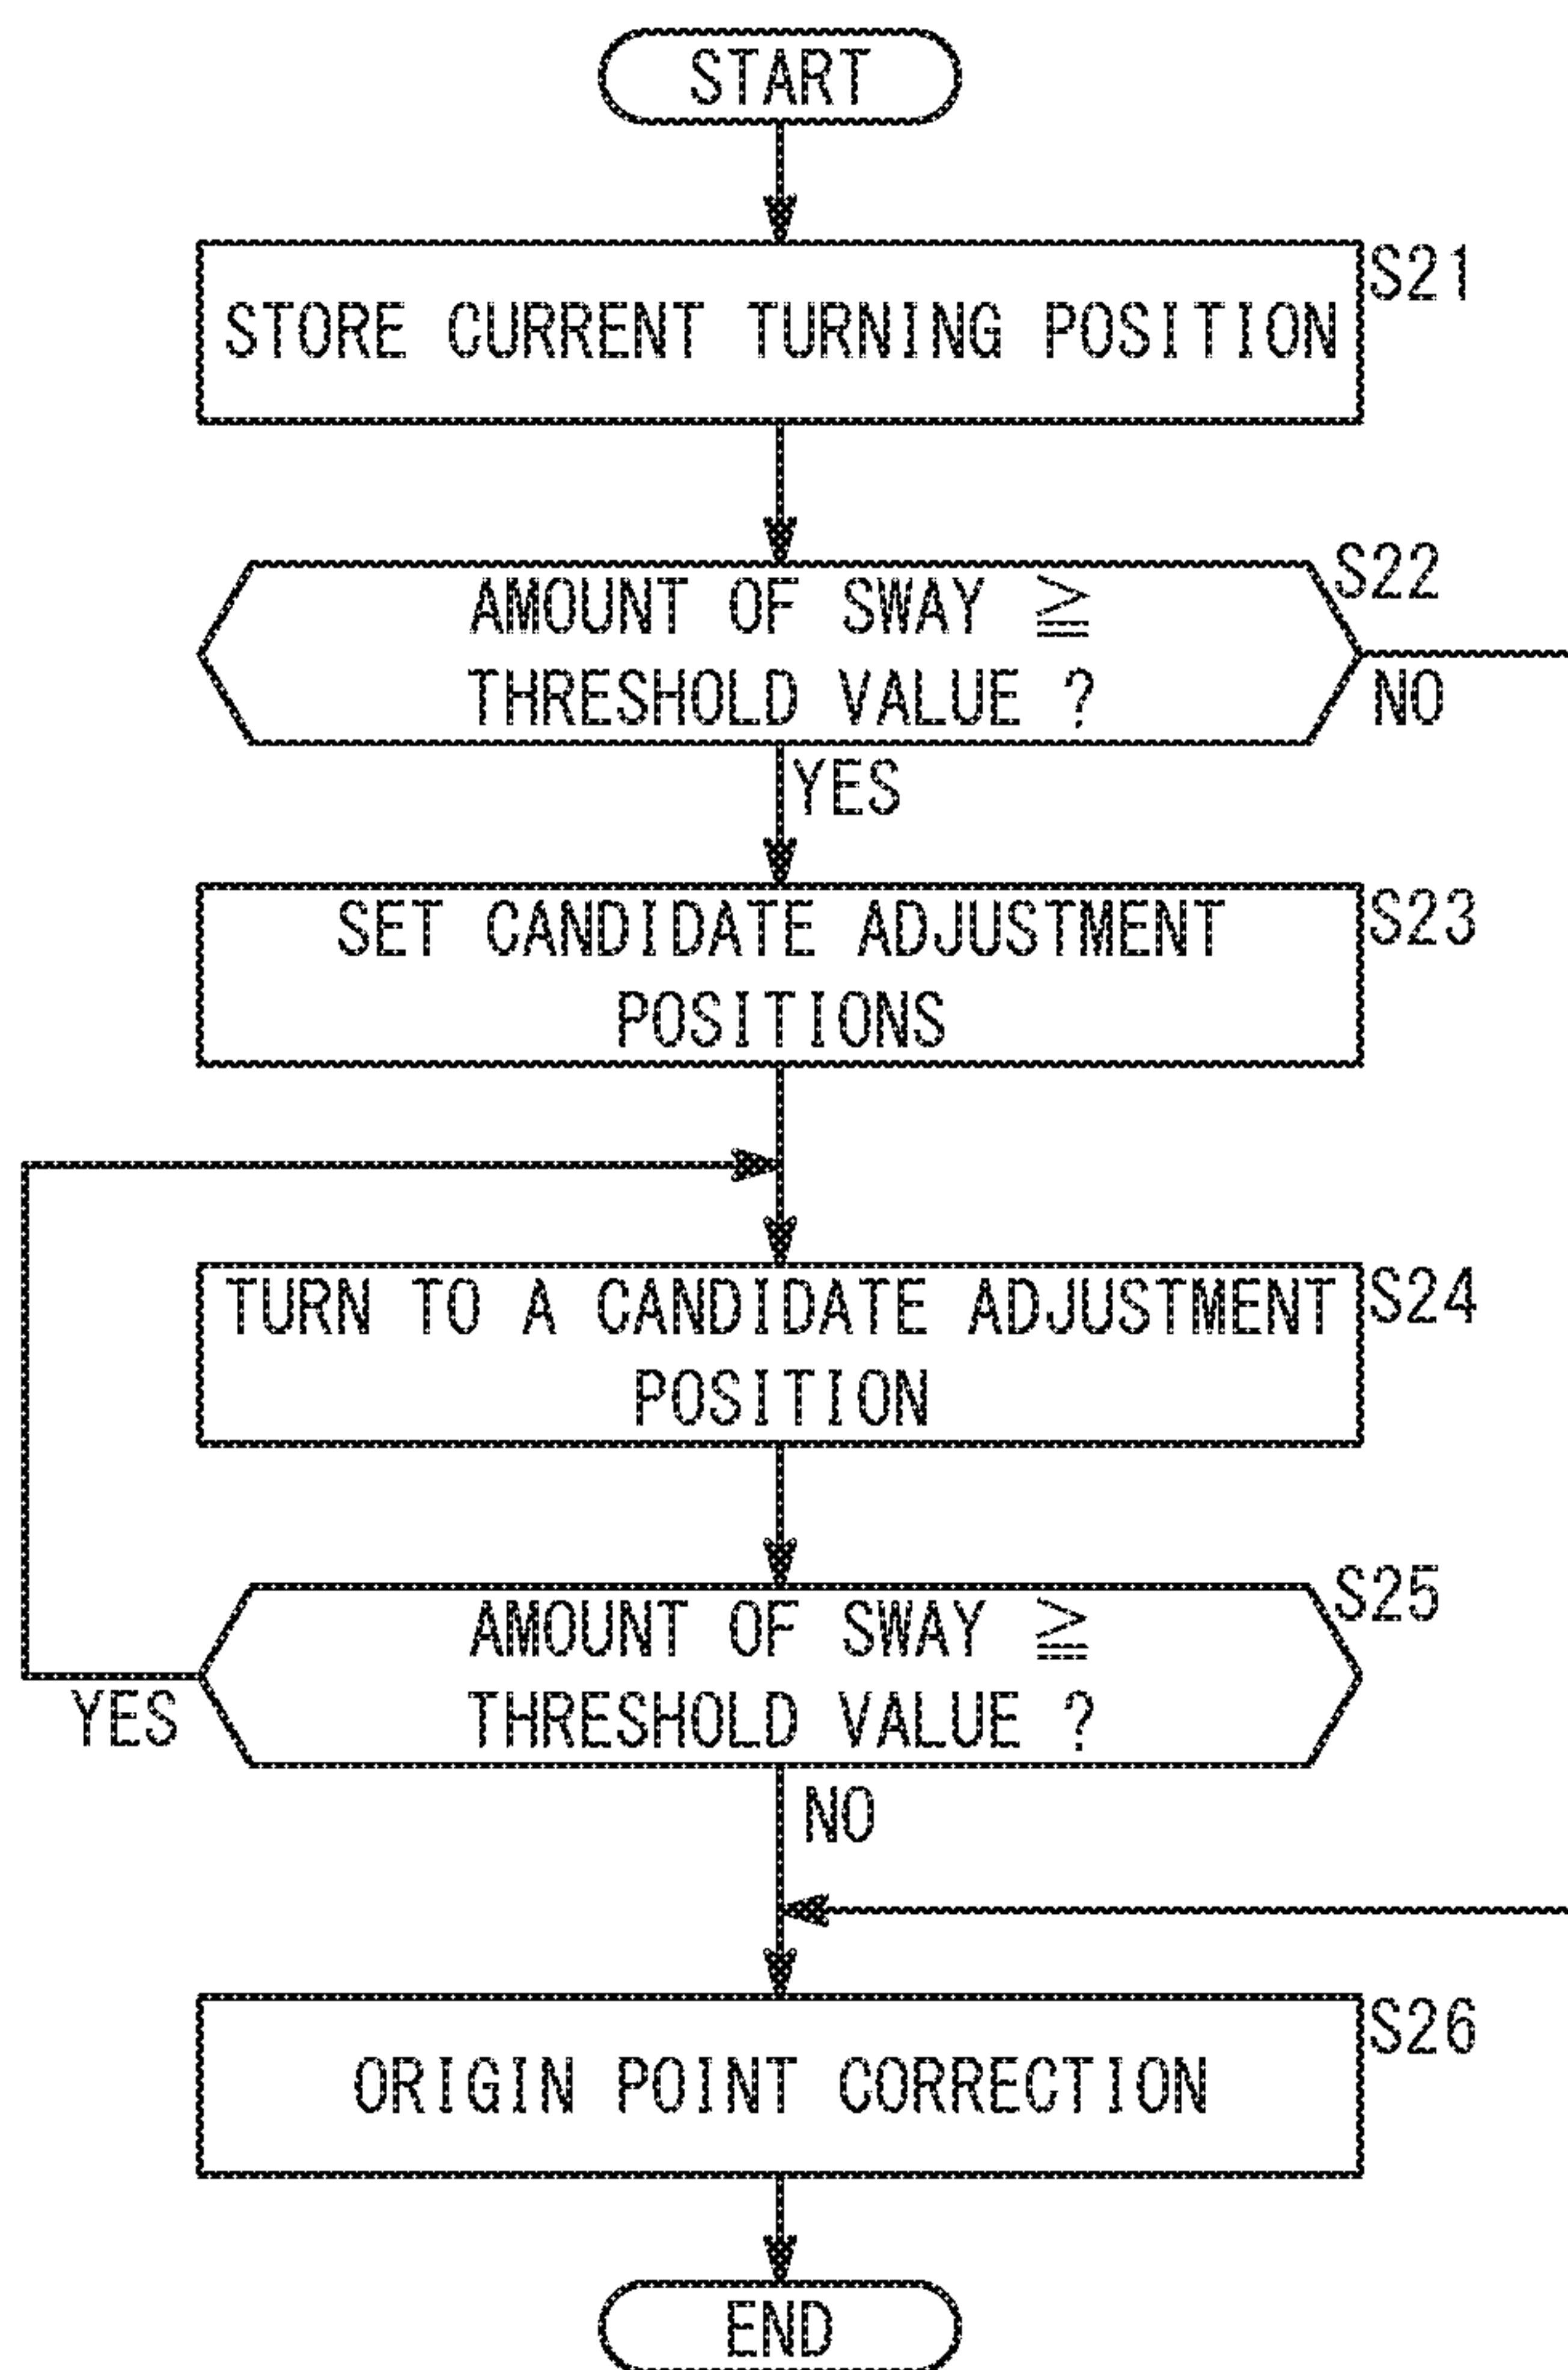 START
S21
STORE CURRENT TURNING POSITION
S22
AMOUNT OF SWAY ≧
THRESHOLD VALUE ?
NO
YES
S23
SET CANDIDATE ADJUSTMENT
POSITIONS
S24
TURN TO A CANDIDATE ADJUSTMENT
POSITION
S25
AMOUNT OF SWAY ≧
THRESHOLD VALUE ?
YES
NO
S26
ORIGIN POINT CORRECTION
END